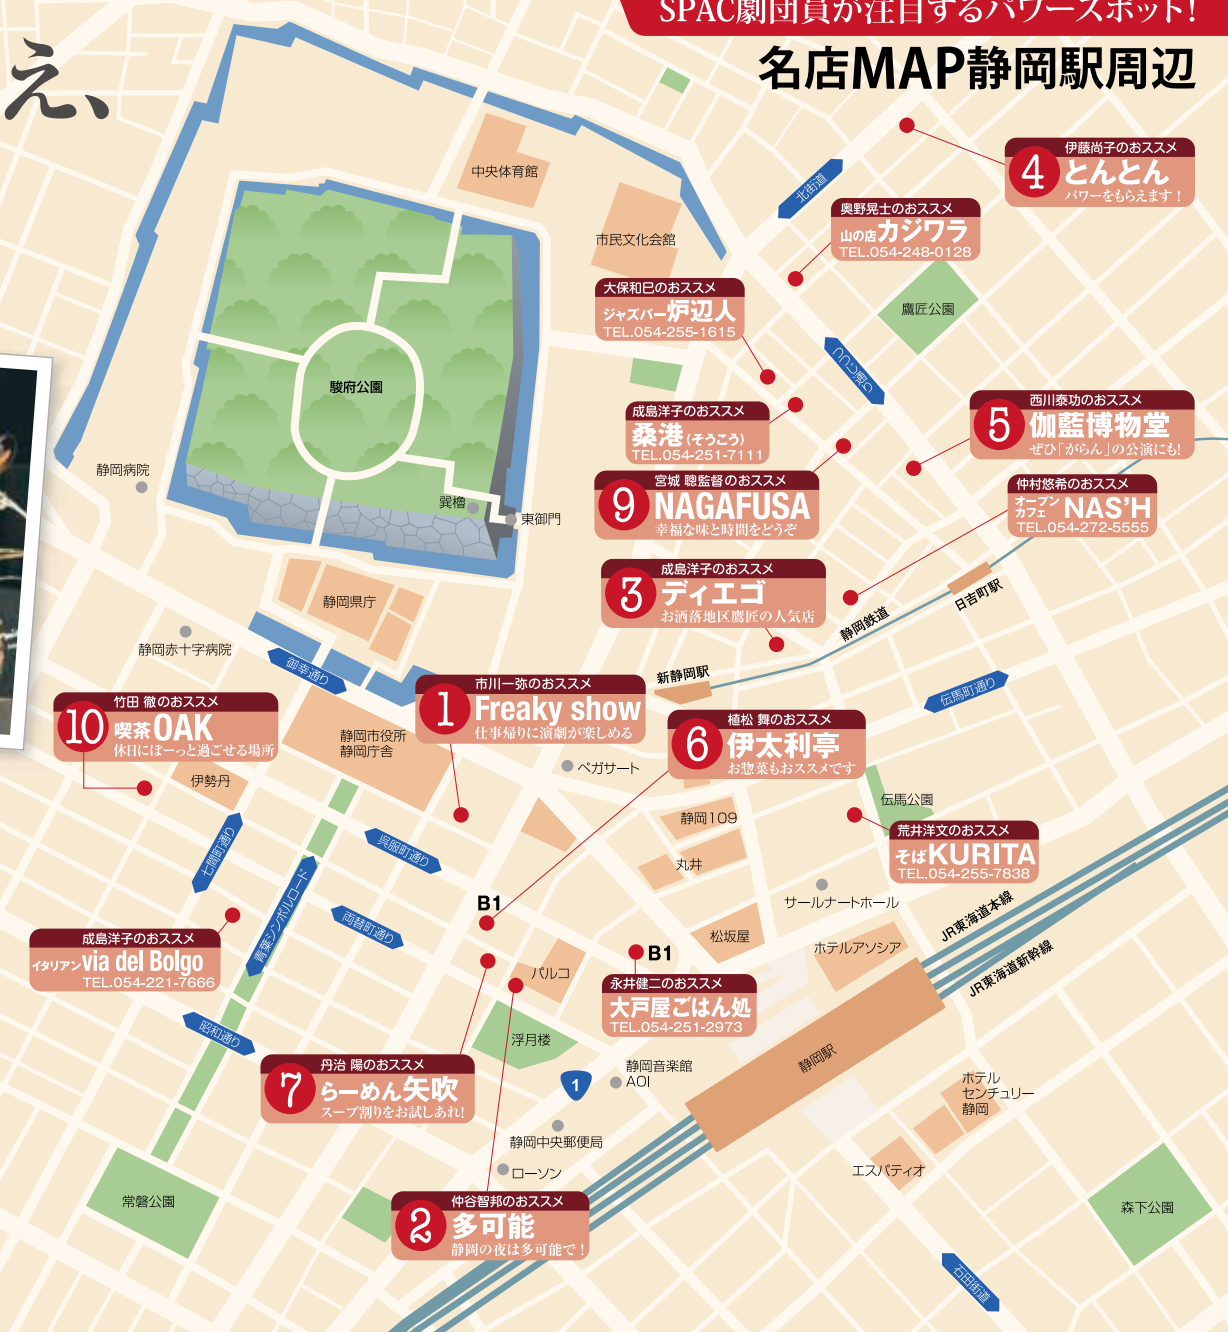 SPAC劇団員が注目するパワースポット!
え、
名店MAP静岡駅周辺
中央体育館
市民文化会館
北街道
伊藤尚子のおススメ
4 とんとん
パワーをもらえます!
奥野晃士のおススメ
山の店カジワラ
TEL.054-248-0128
大保和巳のおススメ
ジャズバー炉辺人
TEL.054-255-1615
鷹匠公園
つつじ通り
駿府公園
成島洋子のおススメ
桑港(そうこう)
TEL.054-251-7111
西川泰功のおススメ
5 伽藍博物堂
ぜひ「がらん」の公演にも!
静岡病院
巽櫓
東御門
宮城 聰監督のおススメ
9 NAGAFUSA
幸福な味と時間をどうぞ
仲村悠希のおススメ
オープン
カフェ NAS'H
TEL.054-272-5555
成島洋子のおススメ
3 ディエゴ
お洒落地区鷹匠の人気店
静岡県庁
静岡鉄道
日吉町駅
静岡赤十字病院
御幸通り
新静岡駅
伝馬町通り
竹田 徹のおススメ
10 喫茶OAK
休日にぼーっと過ごせる場所
市川一弥のおススメ
1 Freaky show
仕事帰りに演劇が楽しめる
静岡市役所
静岡庁舎
植松 舞のおススメ
6 伊太利亭
お惣菜もおススメです
ペガサート
伊勢丹
静岡109
伝馬公園
七間町通り
呉服町通り
丸井
荒井洋文のおススメ
そばKURITA
TEL.054-255-7838
サールナートホール
青葉シンボルロード
両替町通り
B1
松坂屋
ホテルアソシア
JR東海道本線
JR東海道新幹線
成島洋子のおススメ
イタリアンvia del Bolgo
TEL.054-221-7666
パルコ
B1
永井健二のおススメ
大戸屋ごはん処
TEL.054-251-2973
昭和通り
浮月楼
静岡駅
丹治 陽のおススメ
7 らーめん矢吹
スープ割りをお試しあれ!
1
静岡音楽館
AOI
ホテル
センチュリー
静岡
静岡中央郵便局
ローソン
エスパティオ
常磐公園
仲谷智邦のおススメ
2 多可能
静岡の夜は多可能で!
森下公園
石田街道